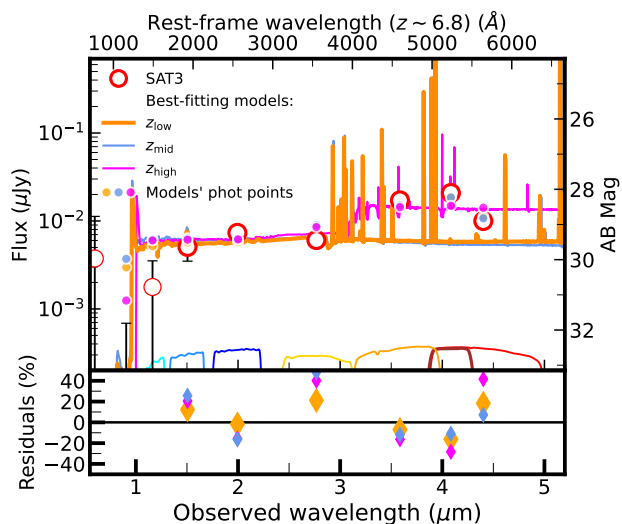 Rest-frame wavelength (z ~ 6.8) (Å)
1000 2000 3000 4000 5000 6000
SAT3
Best-fitting models:
z_low
z_mid
z_high
Models' phot points
Flux (μJy)
10⁻¹
10⁻²
10⁻³
AB Mag
26
28
30
32
Residuals (%)
40
20
0
−20
−40
1 2 3 4 5
Observed wavelength (μm)